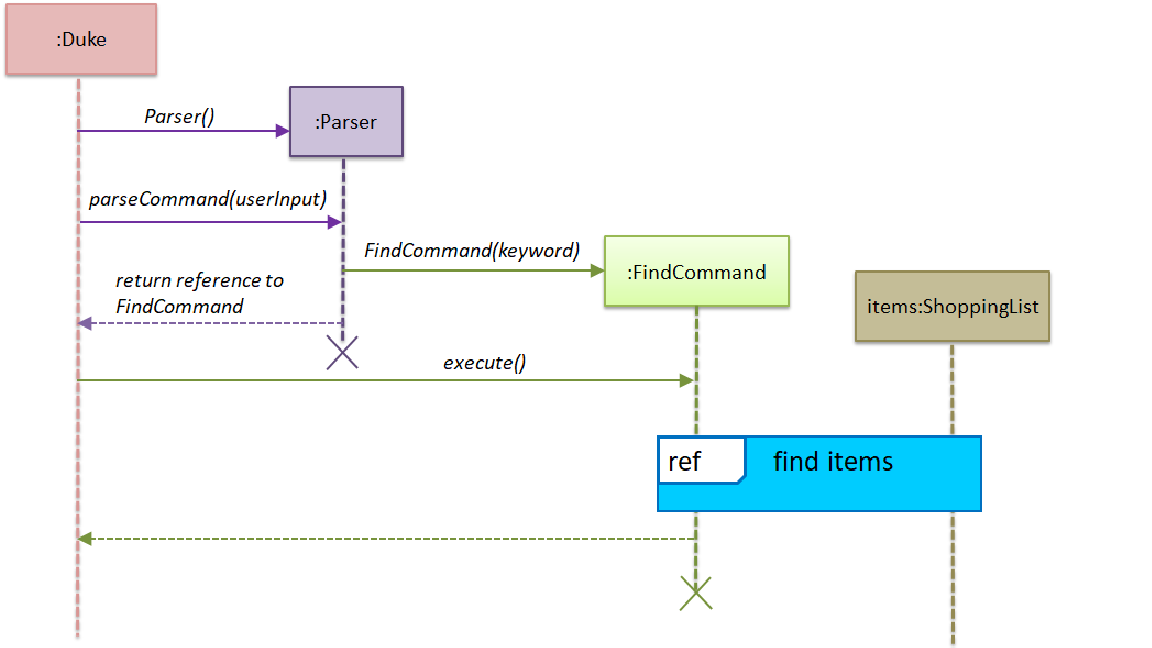 :Duke
Parser()
:Parser
parseCommand(userInput)
FindCommand(keyword)
:FindCommand
return reference to
FindCommand
items:ShoppingList
execute()
ref
find items